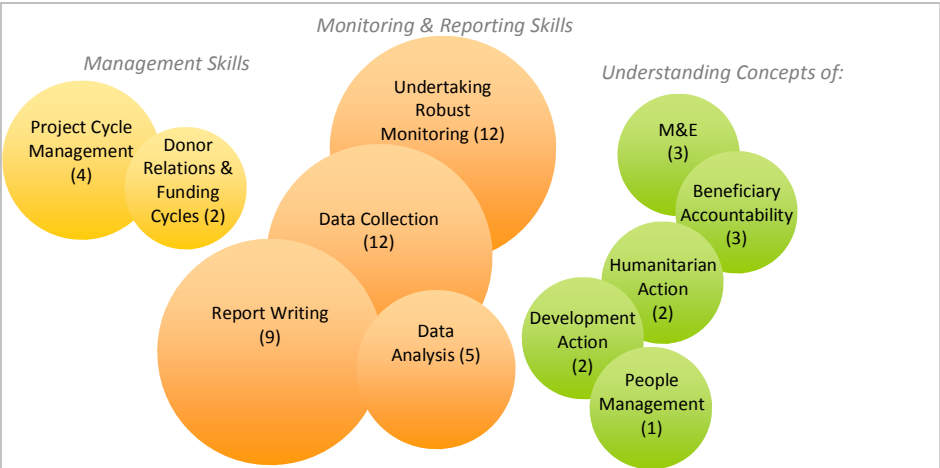 Monitoring & Reporting Skills
Management Skills
Understanding Concepts of:
Project Cycle
Management
(4)
Donor
Relations &
Funding
Cycles (2)
Undertaking
Robust
Monitoring (12)
Data Collection
(12)
Report Writing
(9)
Data
Analysis (5)
M&E
(3)
Beneficiary
Accountability
(3)
Humanitarian
Action
(2)
Development
Action
(2)
People
Management
(1)